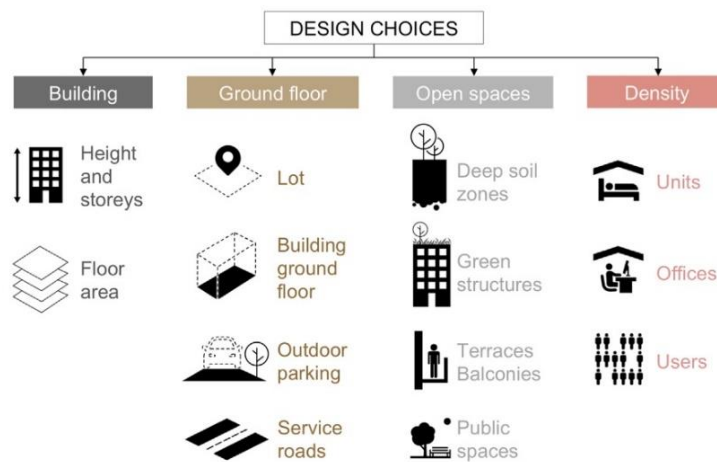 DESIGN CHOICES
Building
Ground floor
Open spaces
Density
Height
and
storeys
Floor
area
Lot
Building
ground
floor
Outdoor
parking
Service
roads
Deep soil
zones
Green
structures
Terraces
Balconies
Public
spaces
Units
Offices
Users